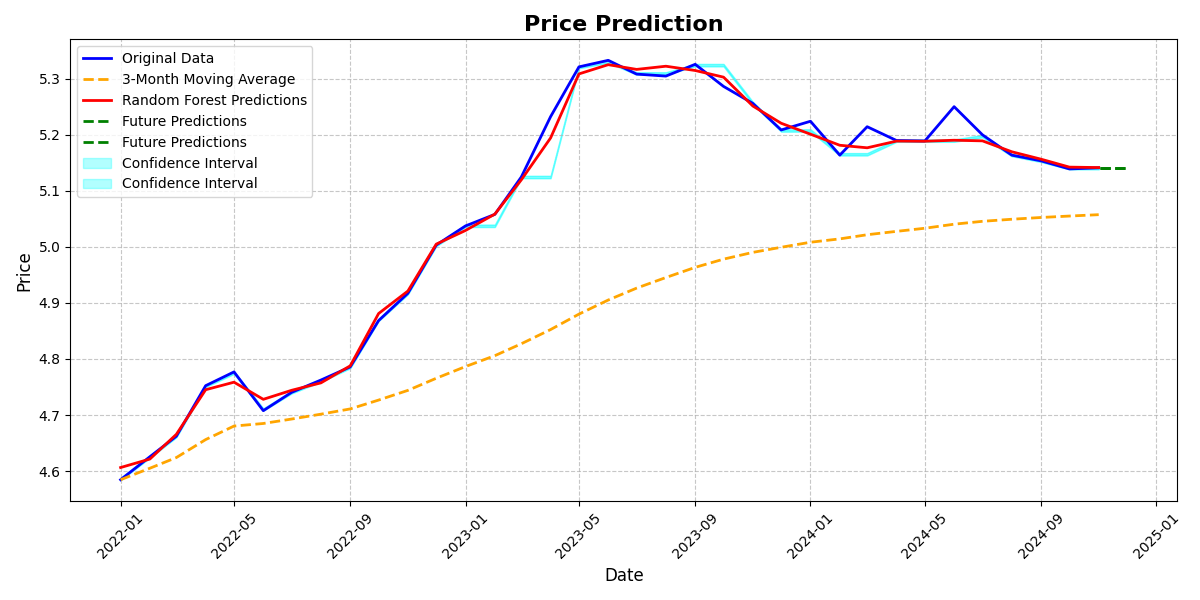 Price Prediction
Original Data
3-Month Moving Average
Random Forest Predictions
Future Predictions
Future Predictions
Confidence Interval
Confidence Interval
Price
5.3
5.2
5.1
5.0
4.9
4.8
4.7
4.6
2022-01
2022-05
2022-09
2023-01
2023-05
2023-09
2024-01
2024-05
2024-09
2025-01
Date